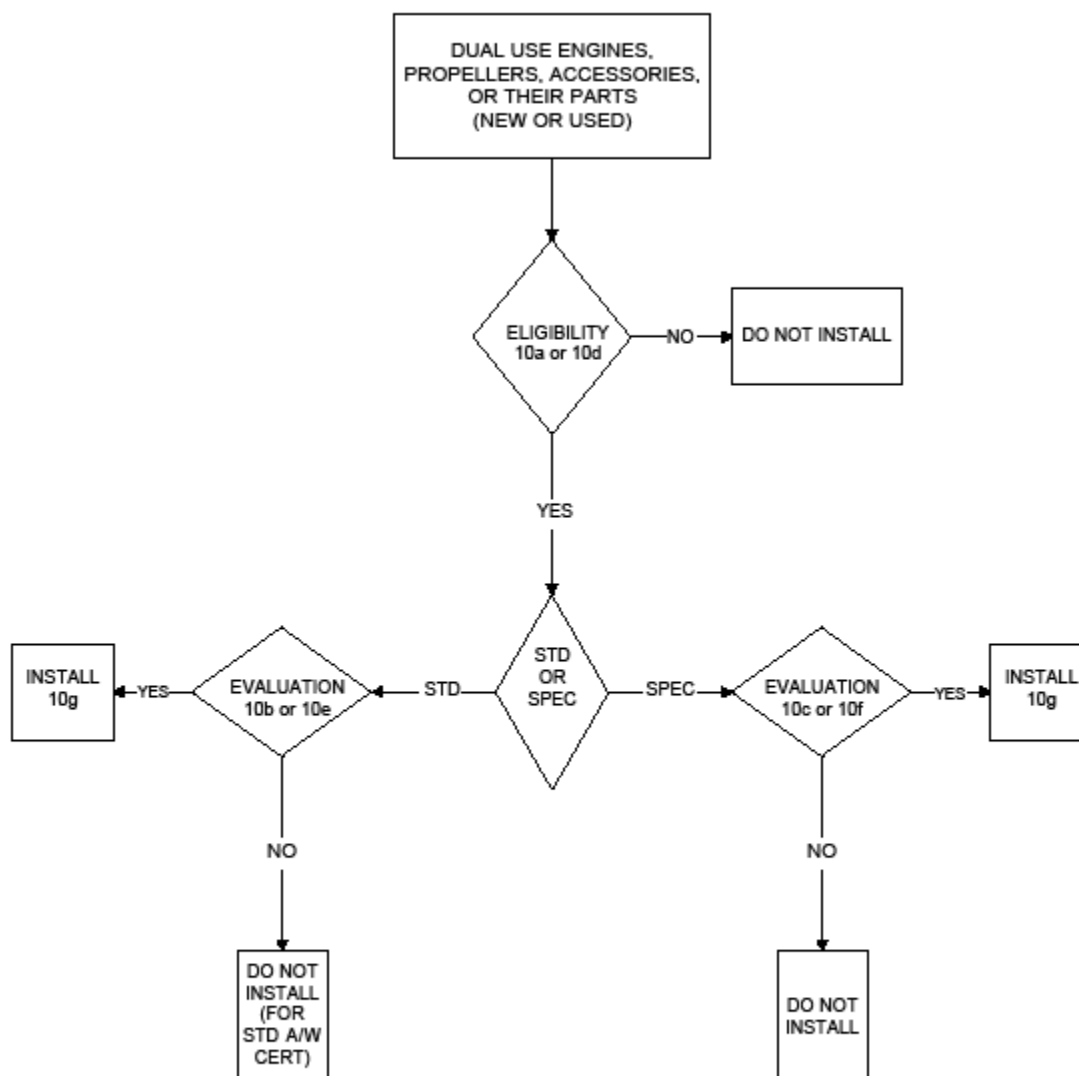 DUAL USE ENGINES,
PROPELLERS, ACCESSORIES,
OR THEIR PARTS
(NEW OR USED)
ELIGIBILITY
10a or 10d
NO
DO NOT INSTALL
YES
INSTALL
10g
YES
EVALUATION
10b or 10e
STD
STD
OR
SPEC
SPEC
EVALUATION
10c or 10f
YES
INSTALL
10g
NO
NO
DO NOT
INSTALL
(FOR
STD A/W
CERT)
DO NOT
INSTALL